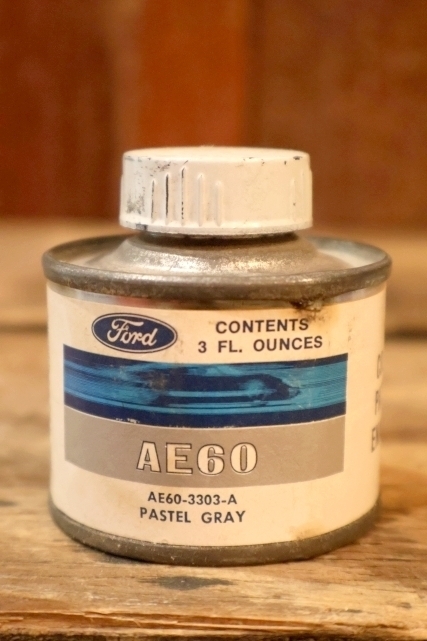 Ford
CONTENTS
3 FL. OUNCES
AE60
AE60-3303-A
PASTEL GRAY